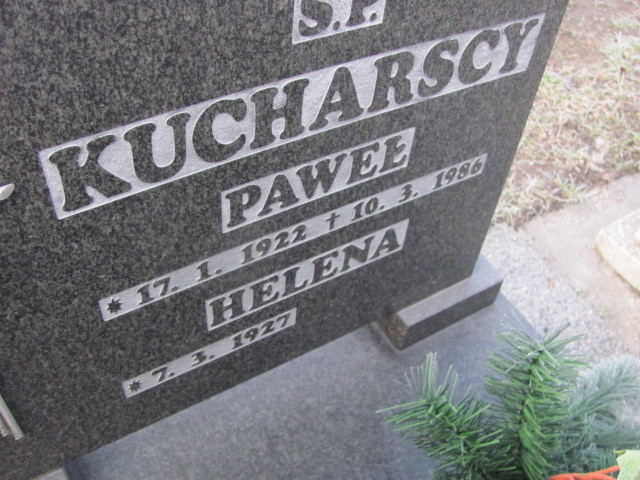 Ś.P.
KUCHARSCY
PAWEŁ
* 17. 1. 1922 † 10. 3. 1986
HELENA
* 7. 3. 1927